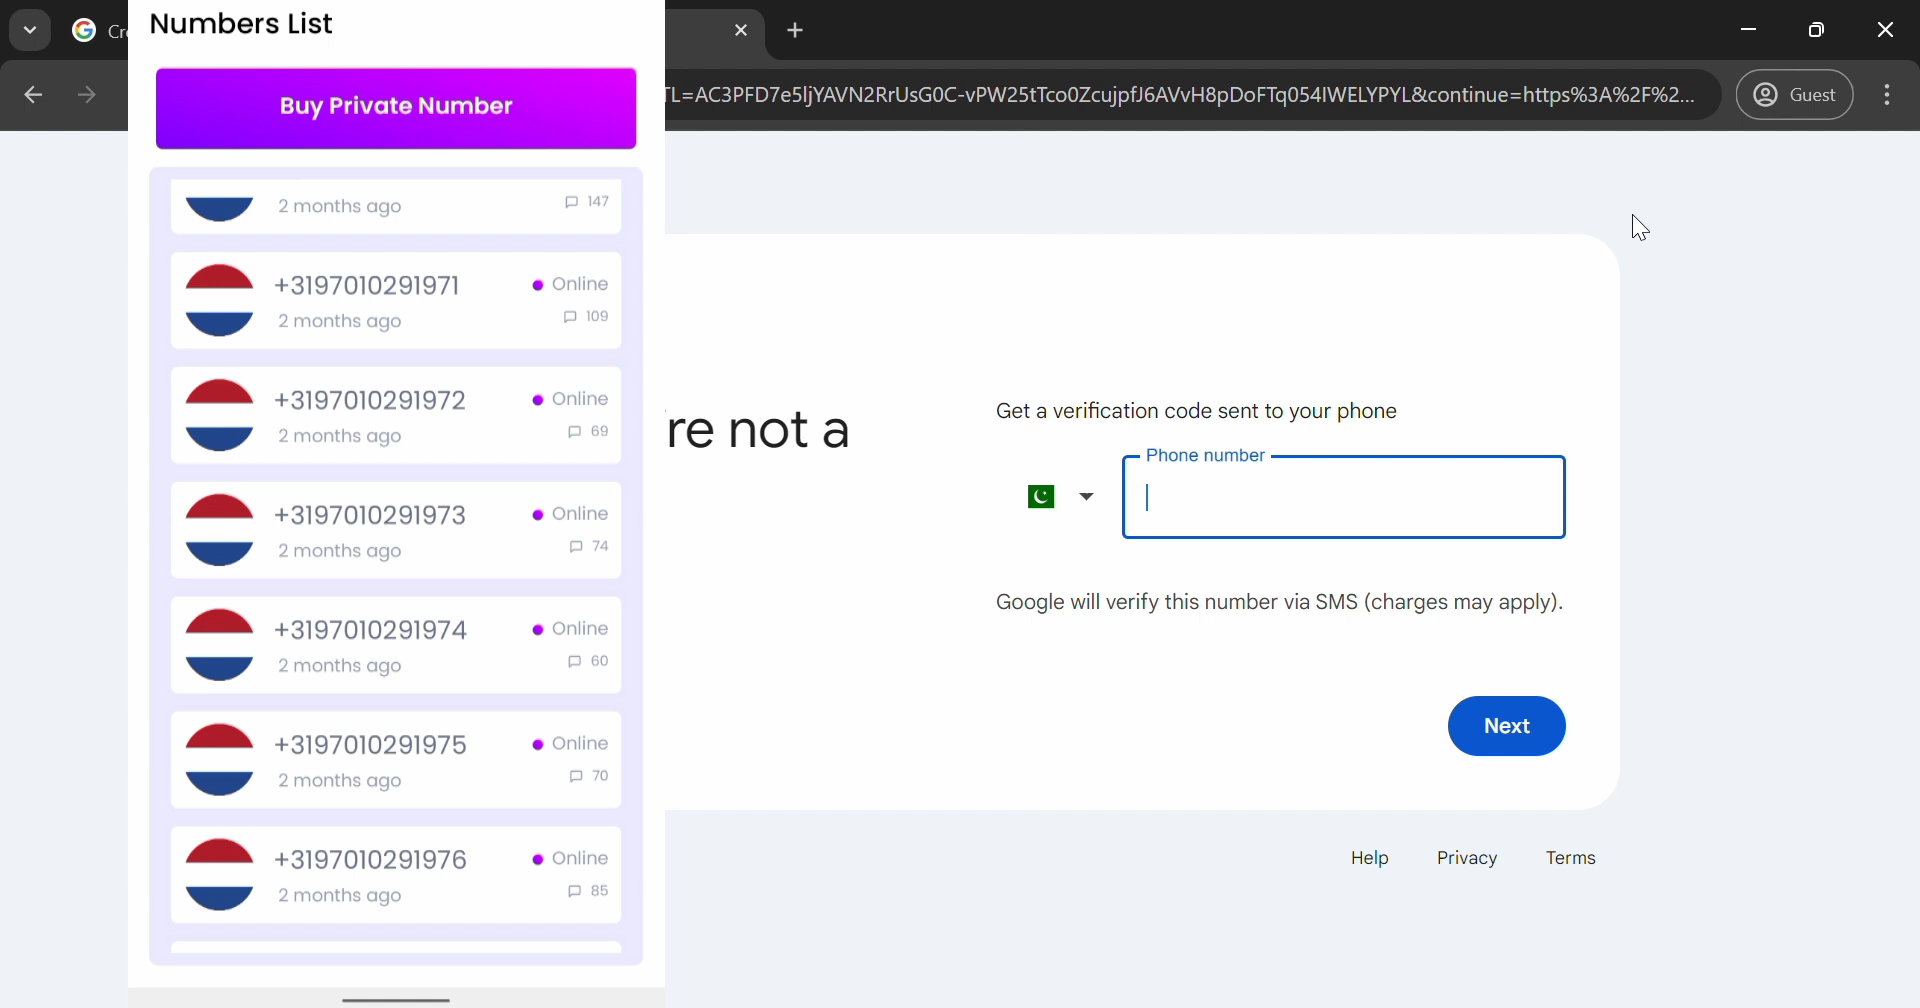 Cr
Numbers List
TL=AC3PFD7e5ljYAVN2RrUsG0C-vPW25tTco0ZcujpfJ6AVvH8pDoFTq054IWELYPYL&continue=https%3A%2F%2...
Guest
Buy Private Number
2 months ago
147
+3197010291971
Online
2 months ago
109
+3197010291972
Online
2 months ago
69
+3197010291973
Online
2 months ago
74
+3197010291974
Online
2 months ago
60
+3197010291975
Online
2 months ago
70
+3197010291976
Online
2 months ago
85
're not a
Get a verification code sent to your phone
Phone number
Google will verify this number via SMS (charges may apply).
Next
Help
Privacy
Terms